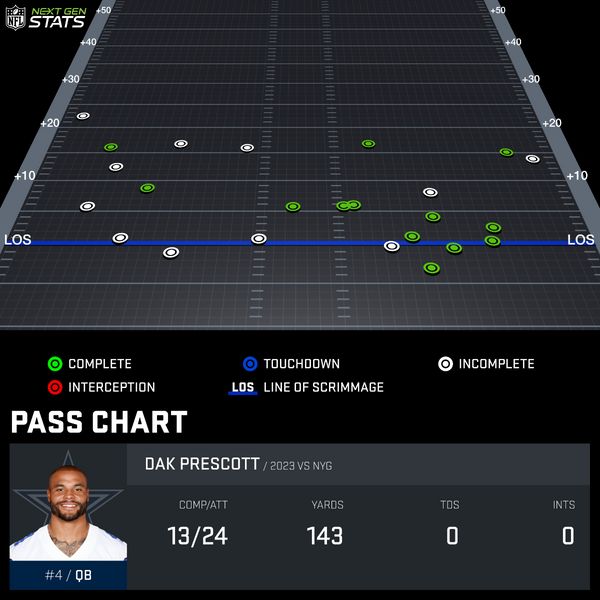 NFL NEXT GEN STATS
+50 +50
+40 +40
+30 +30
+20 +20
+10 +10
LOS LOS
COMPLETE TOUCHDOWN INCOMPLETE
INTERCEPTION LOS LINE OF SCRIMMAGE
PASS CHART
DAK PRESCOTT / 2023 VS NYG
COMP/ATT YARDS TDS INTS
13/24 143 0 0
#4 / QB